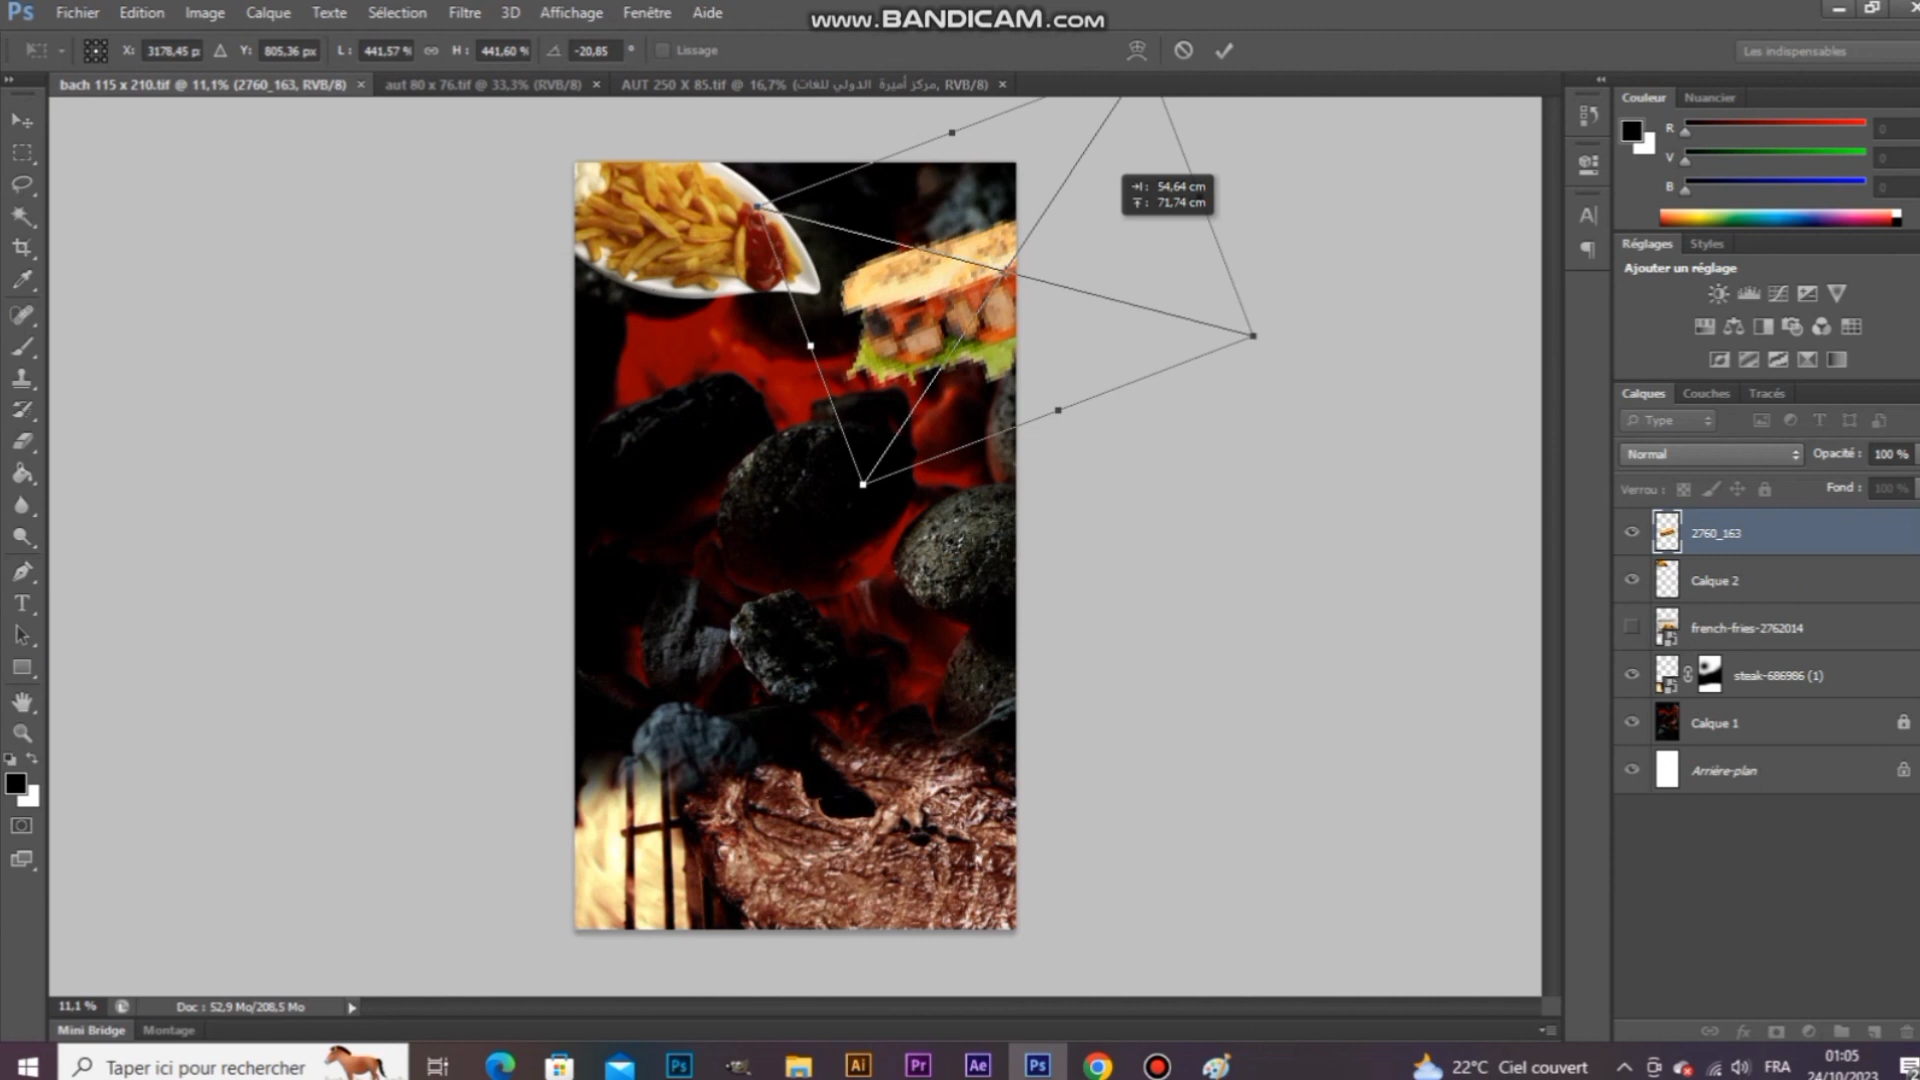 Ps Fichier Edition Image Calque Texte Sélection Filtre 3D Affichage Fenêtre Aide
www.BANDICAM.com
X: 3178,45 p Y: 805,36 px L: 441,57 % H: 441,60 % -20,85 ° Lissage
Les indispensables
bach 115 x 210.tif @ 11,1% (2760_163, RVB/8) × aut 80 x 76.tif @ 33,3% (RVB/8) × AUT 250 X 85.tif @ 16,7% (مركز أميرة الدولي للغات, RVB/8) ×
Couleur Nuancier
R 0
V 0
B 0
54,64 cm
71,74 cm
Réglages Styles
Ajouter un réglage
Calques Couches Tracés
Type
Normal Opacité : 100 %
Verrou : Fond : 100 %
2760_163
Calque 2
french-fries-2762014
steak-686986 (1)
Calque 1
Arrière-plan
11,1 % Doc : 52,9 Mo/208,5 Mo
Mini Bridge Montage
Taper ici pour rechercher
Ps Ai Pr Ae Ps
22°C Ciel couvert FRA
01:05
24/10/2023